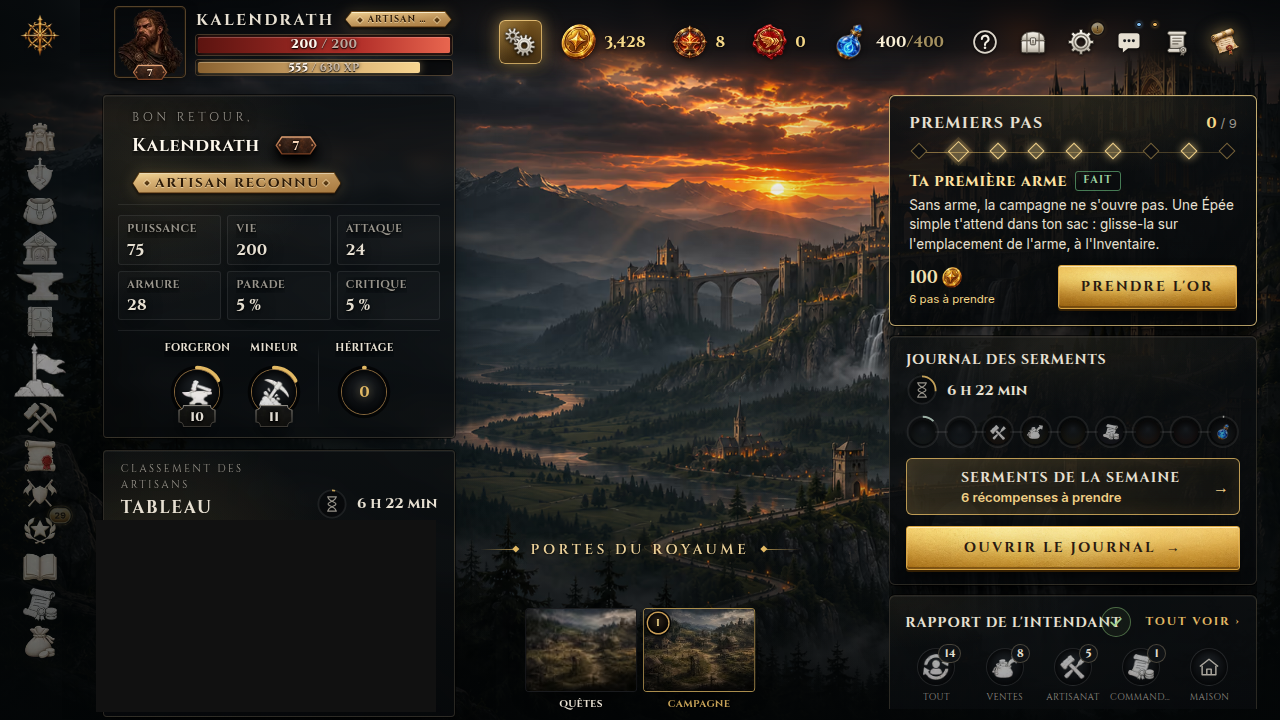 KALENDRATH
ARTISAN ...
200 / 200
555 / 630 XP
7
3,428
8
0
400/400
BON RETOUR,
KALENDRATH
7
ARTISAN RECONNU
PUISSANCE
75
VIE
200
ATTAQUE
24
ARMURE
28
PARADE
5 %
CRITIQUE
5 %
FORGERON
MINEUR
HÉRITAGE
10
11
0
CLASSEMENT DES
ARTISANS
TABLEAU
6 H 22 MIN
28
PORTES DU ROYAUME
I
QUÊTES
CAMPAGNE
PREMIERS PAS
0 / 9
TA PREMIÈRE ARME
FAIT
Sans arme, la campagne ne s'ouvre pas. Une Épée
simple t'attend dans ton sac : glisse-la sur
l'emplacement de l'arme, à l'Inventaire.
100
6 pas à prendre
PRENDRE L'OR
JOURNAL DES SERMENTS
6 H 22 MIN
SERMENTS DE LA SEMAINE
6 récompenses à prendre
→
OUVRIR LE JOURNAL →
RAPPORT DE L'INTENDANT
TOUT VOIR ›
14
8
5
1
TOUT
VENTES
ARTISANAT
COMMAND...
MAISON